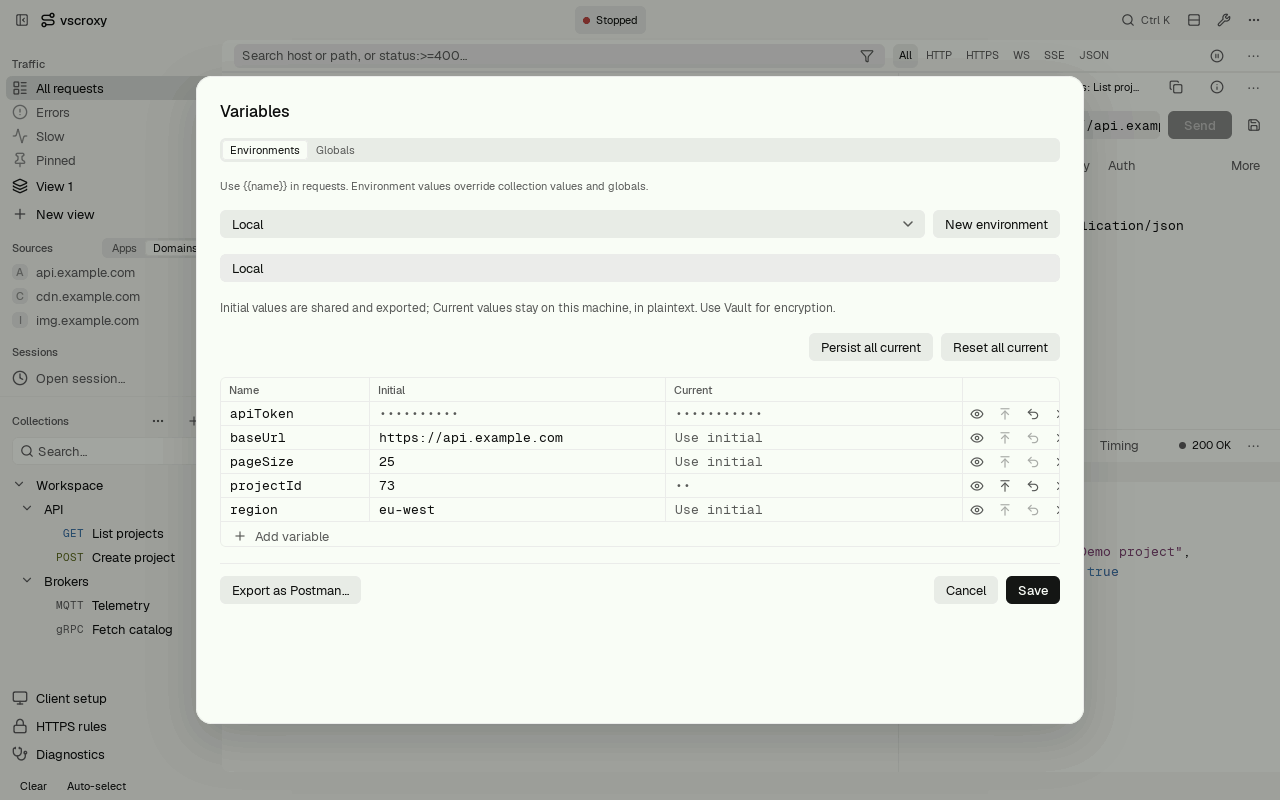 vscroxy
Stopped
Ctrl K
Traffic
Search host or path, or status:>=400...
All HTTP HTTPS WS SSE JSON
All requests
s: List proj...
Errors
Slow
Pinned
View 1
New view
/api.examp
Send
Auth
More
Sources
Apps
Domains
api.example.com
cdn.example.com
img.example.com
Sessions
Open session...
Collections
Search...
Workspace
API
GET List projects
POST Create project
Brokers
MQTT Telemetry
gRPC Fetch catalog
Client setup
HTTPS rules
Diagnostics
Clear
Auto-select
Variables
Environments
Globals
Use {{name}} in requests. Environment values override collection values and globals.
Local
New environment
Local
Initial values are shared and exported; Current values stay on this machine, in plaintext. Use Vault for encryption.
Persist all current
Reset all current
Name Initial Current
apiToken •••••••••• •••••••••••
baseUrl https://api.example.com Use initial
pageSize 25 Use initial
projectId 73 ••
region eu-west Use initial
Add variable
Export as Postman...
Cancel
Save
lication/json
Timing
200 OK
Demo project",
true